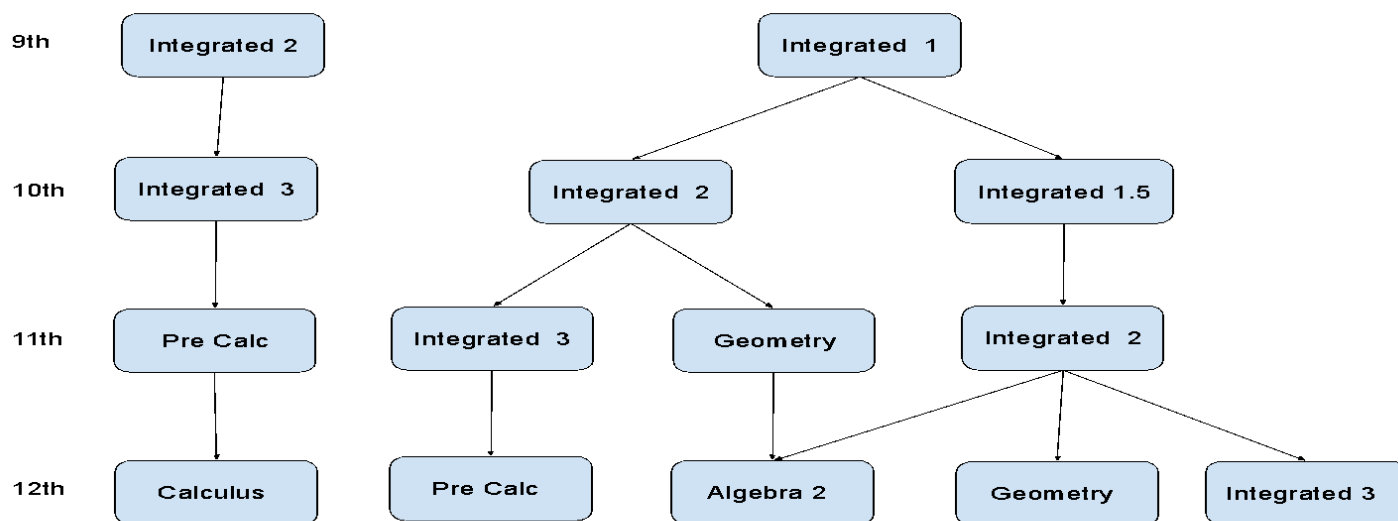 9th
Integrated 2
Integrated 1
10th
Integrated 3
Integrated 2
Integrated 1.5
11th
Pre Calc
Integrated 3
Geometry
Integrated 2
12th
Calculus
Pre Calc
Algebra 2
Geometry
Integrated 3